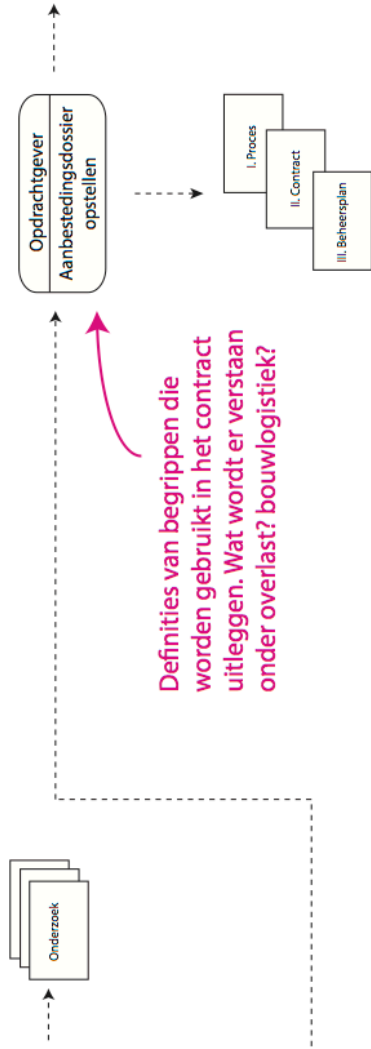 Onderzoek
Opdrachtgever
Aanbestedingsdossier
opstellen
Definities van begrippen die
worden gebruikt in het contract
uitleggen. Wat wordt er verstaan
onder overlast? bouwlogistiek?
I. Proces
II. Contract
III. Beheersplan